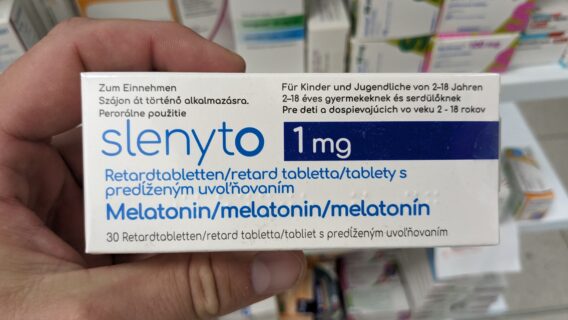 Zum Einnehmen
Szájon át történő alkalmazásra.
Perorálne použitie
Für Kinder und Jugendliche von 2-18 Jahren
2–18 éves gyermekeknek és serdülőknek
Pre deti a dospievajúcich vo veku 2 - 18 rokov
slenyto 1 mg
Retardtabletten/retard tabletta/tablety s
predĺženým uvoľňovaním
Melatonin/melatonin/melatonín
30 Retardtabletten/retard tabletta/tabliet s predĺženým uvoľňovaním